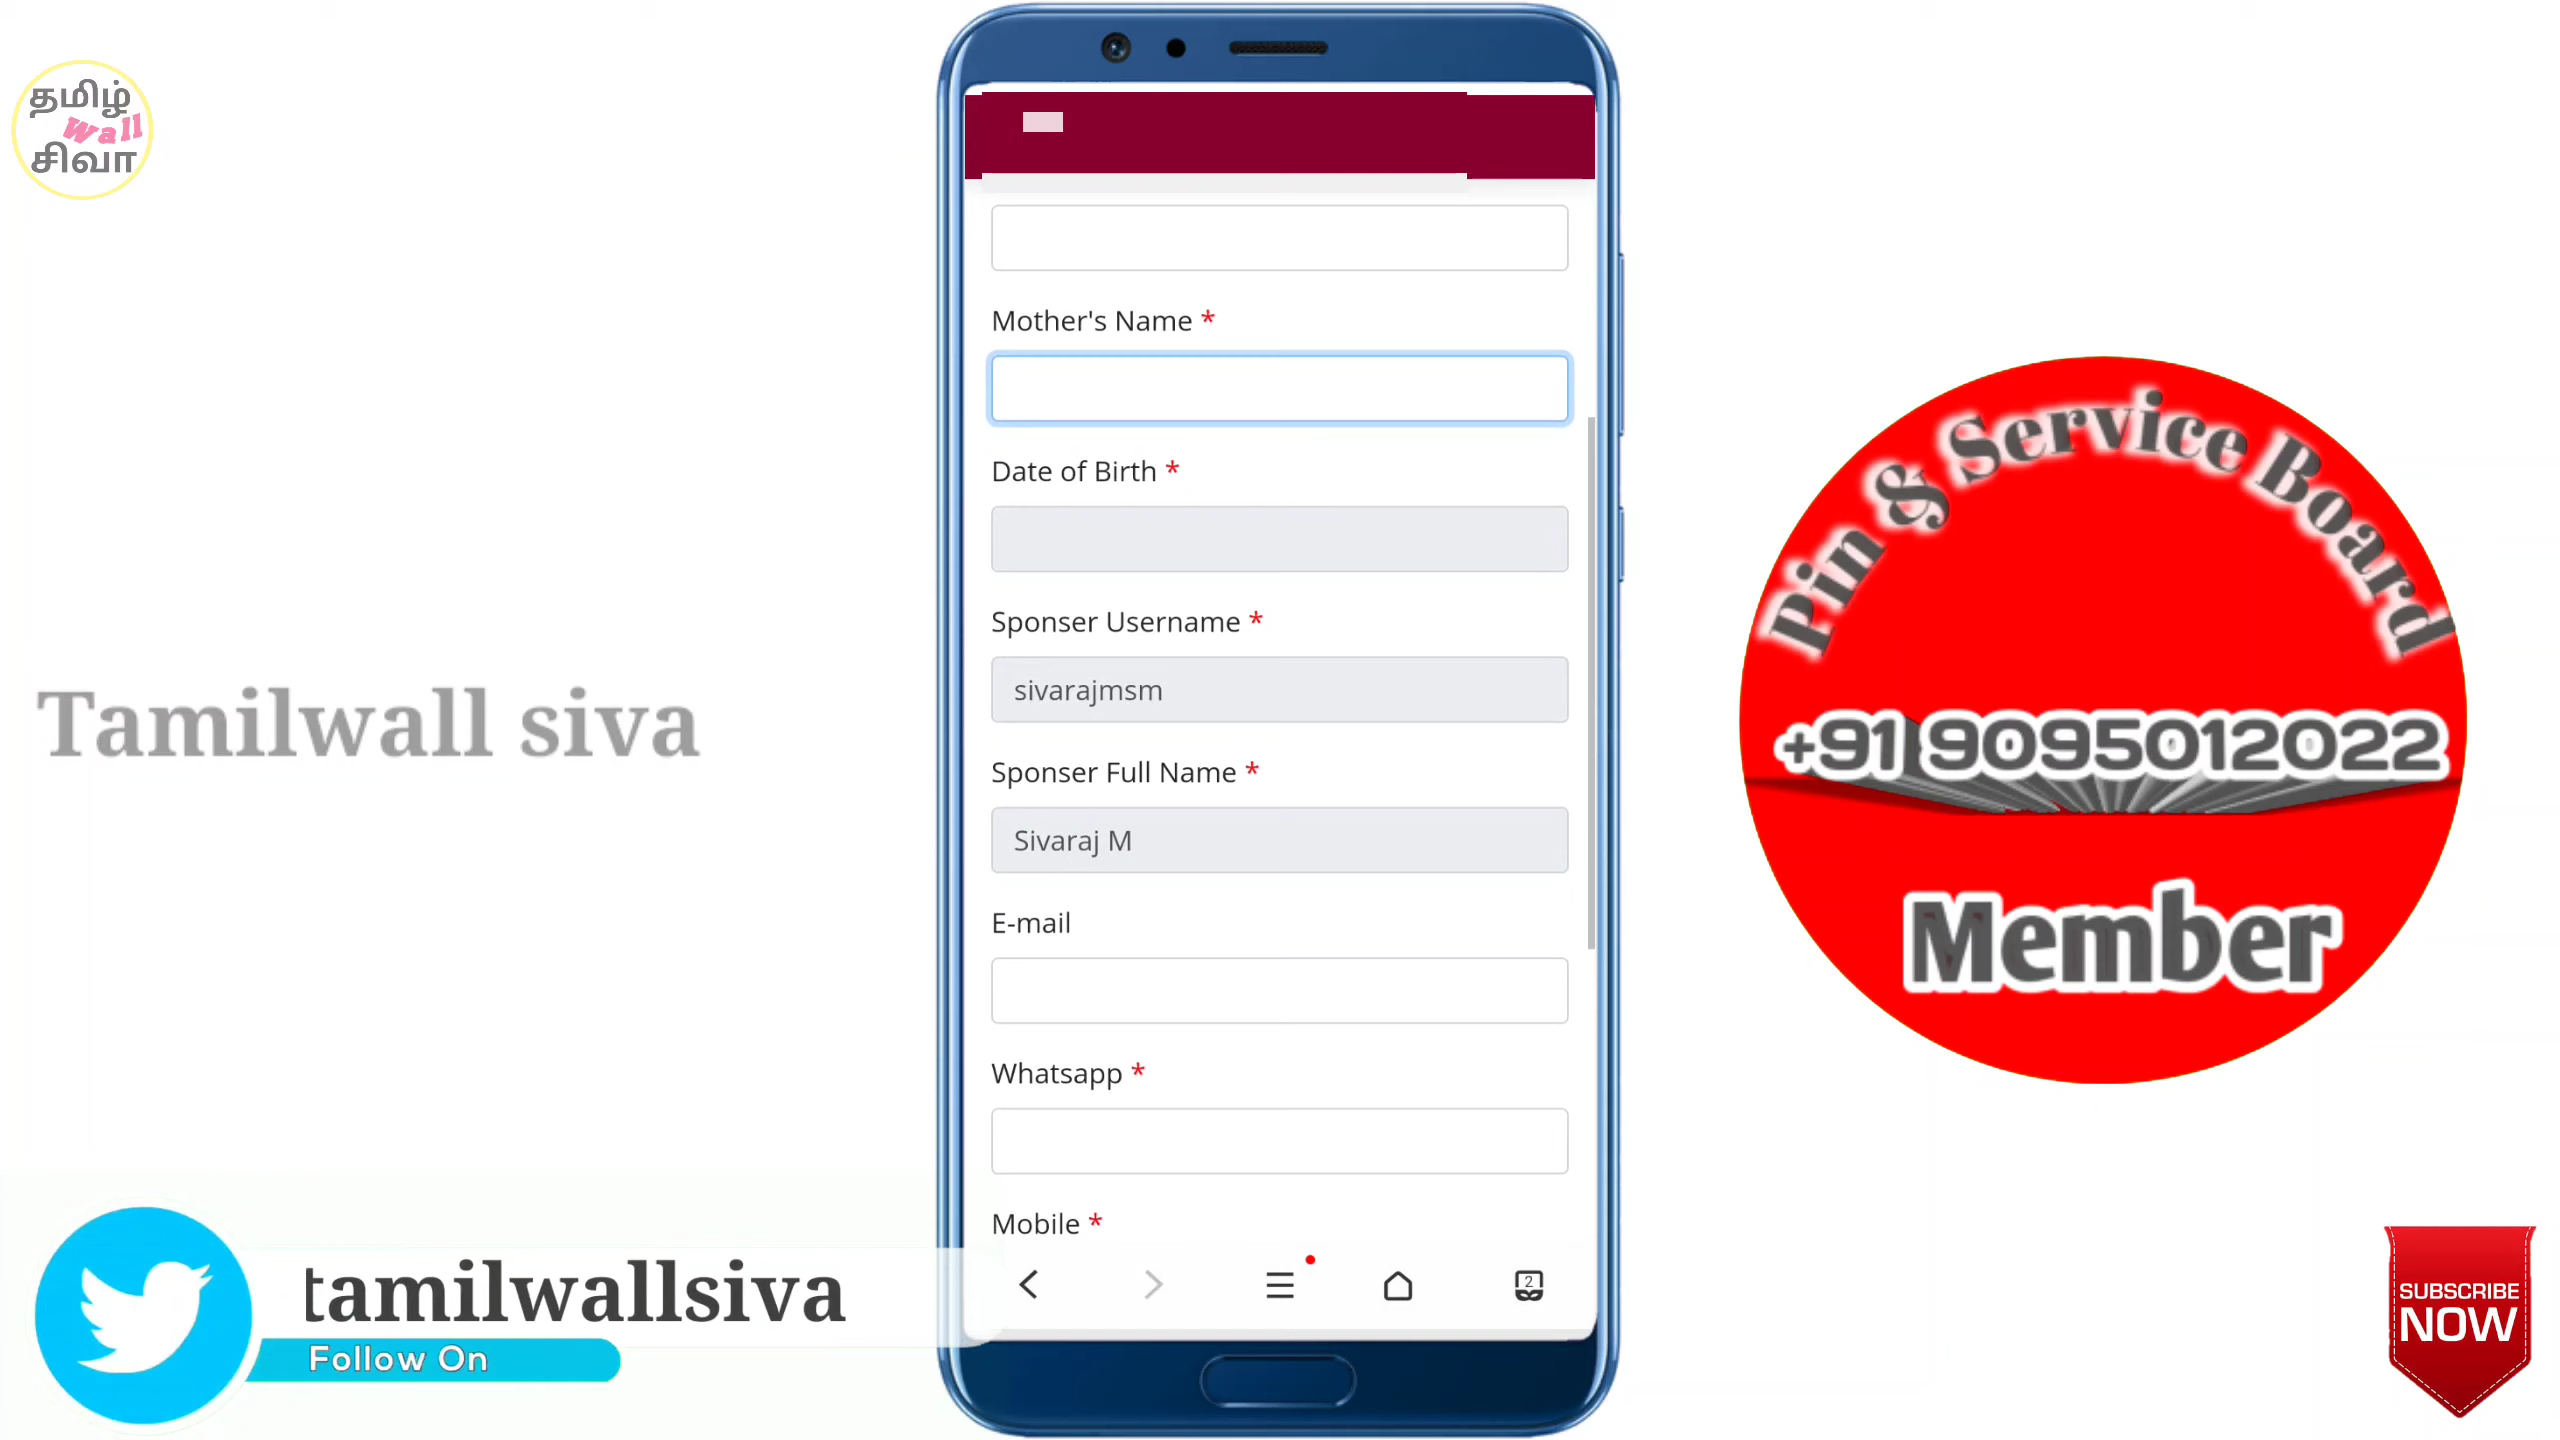 தமிழ்
Wall
சிவா
Tamilwall siva
Mother's Name *
Date of Birth *
Sponser Username *
sivarajmsm
Sponser Full Name *
Sivaraj M
E-mail
Whatsapp *
Mobile *
2
Pin & Service Board
+91 9095012022
Member
tamilwallsiva
Follow On
SUBSCRIBE
NOW